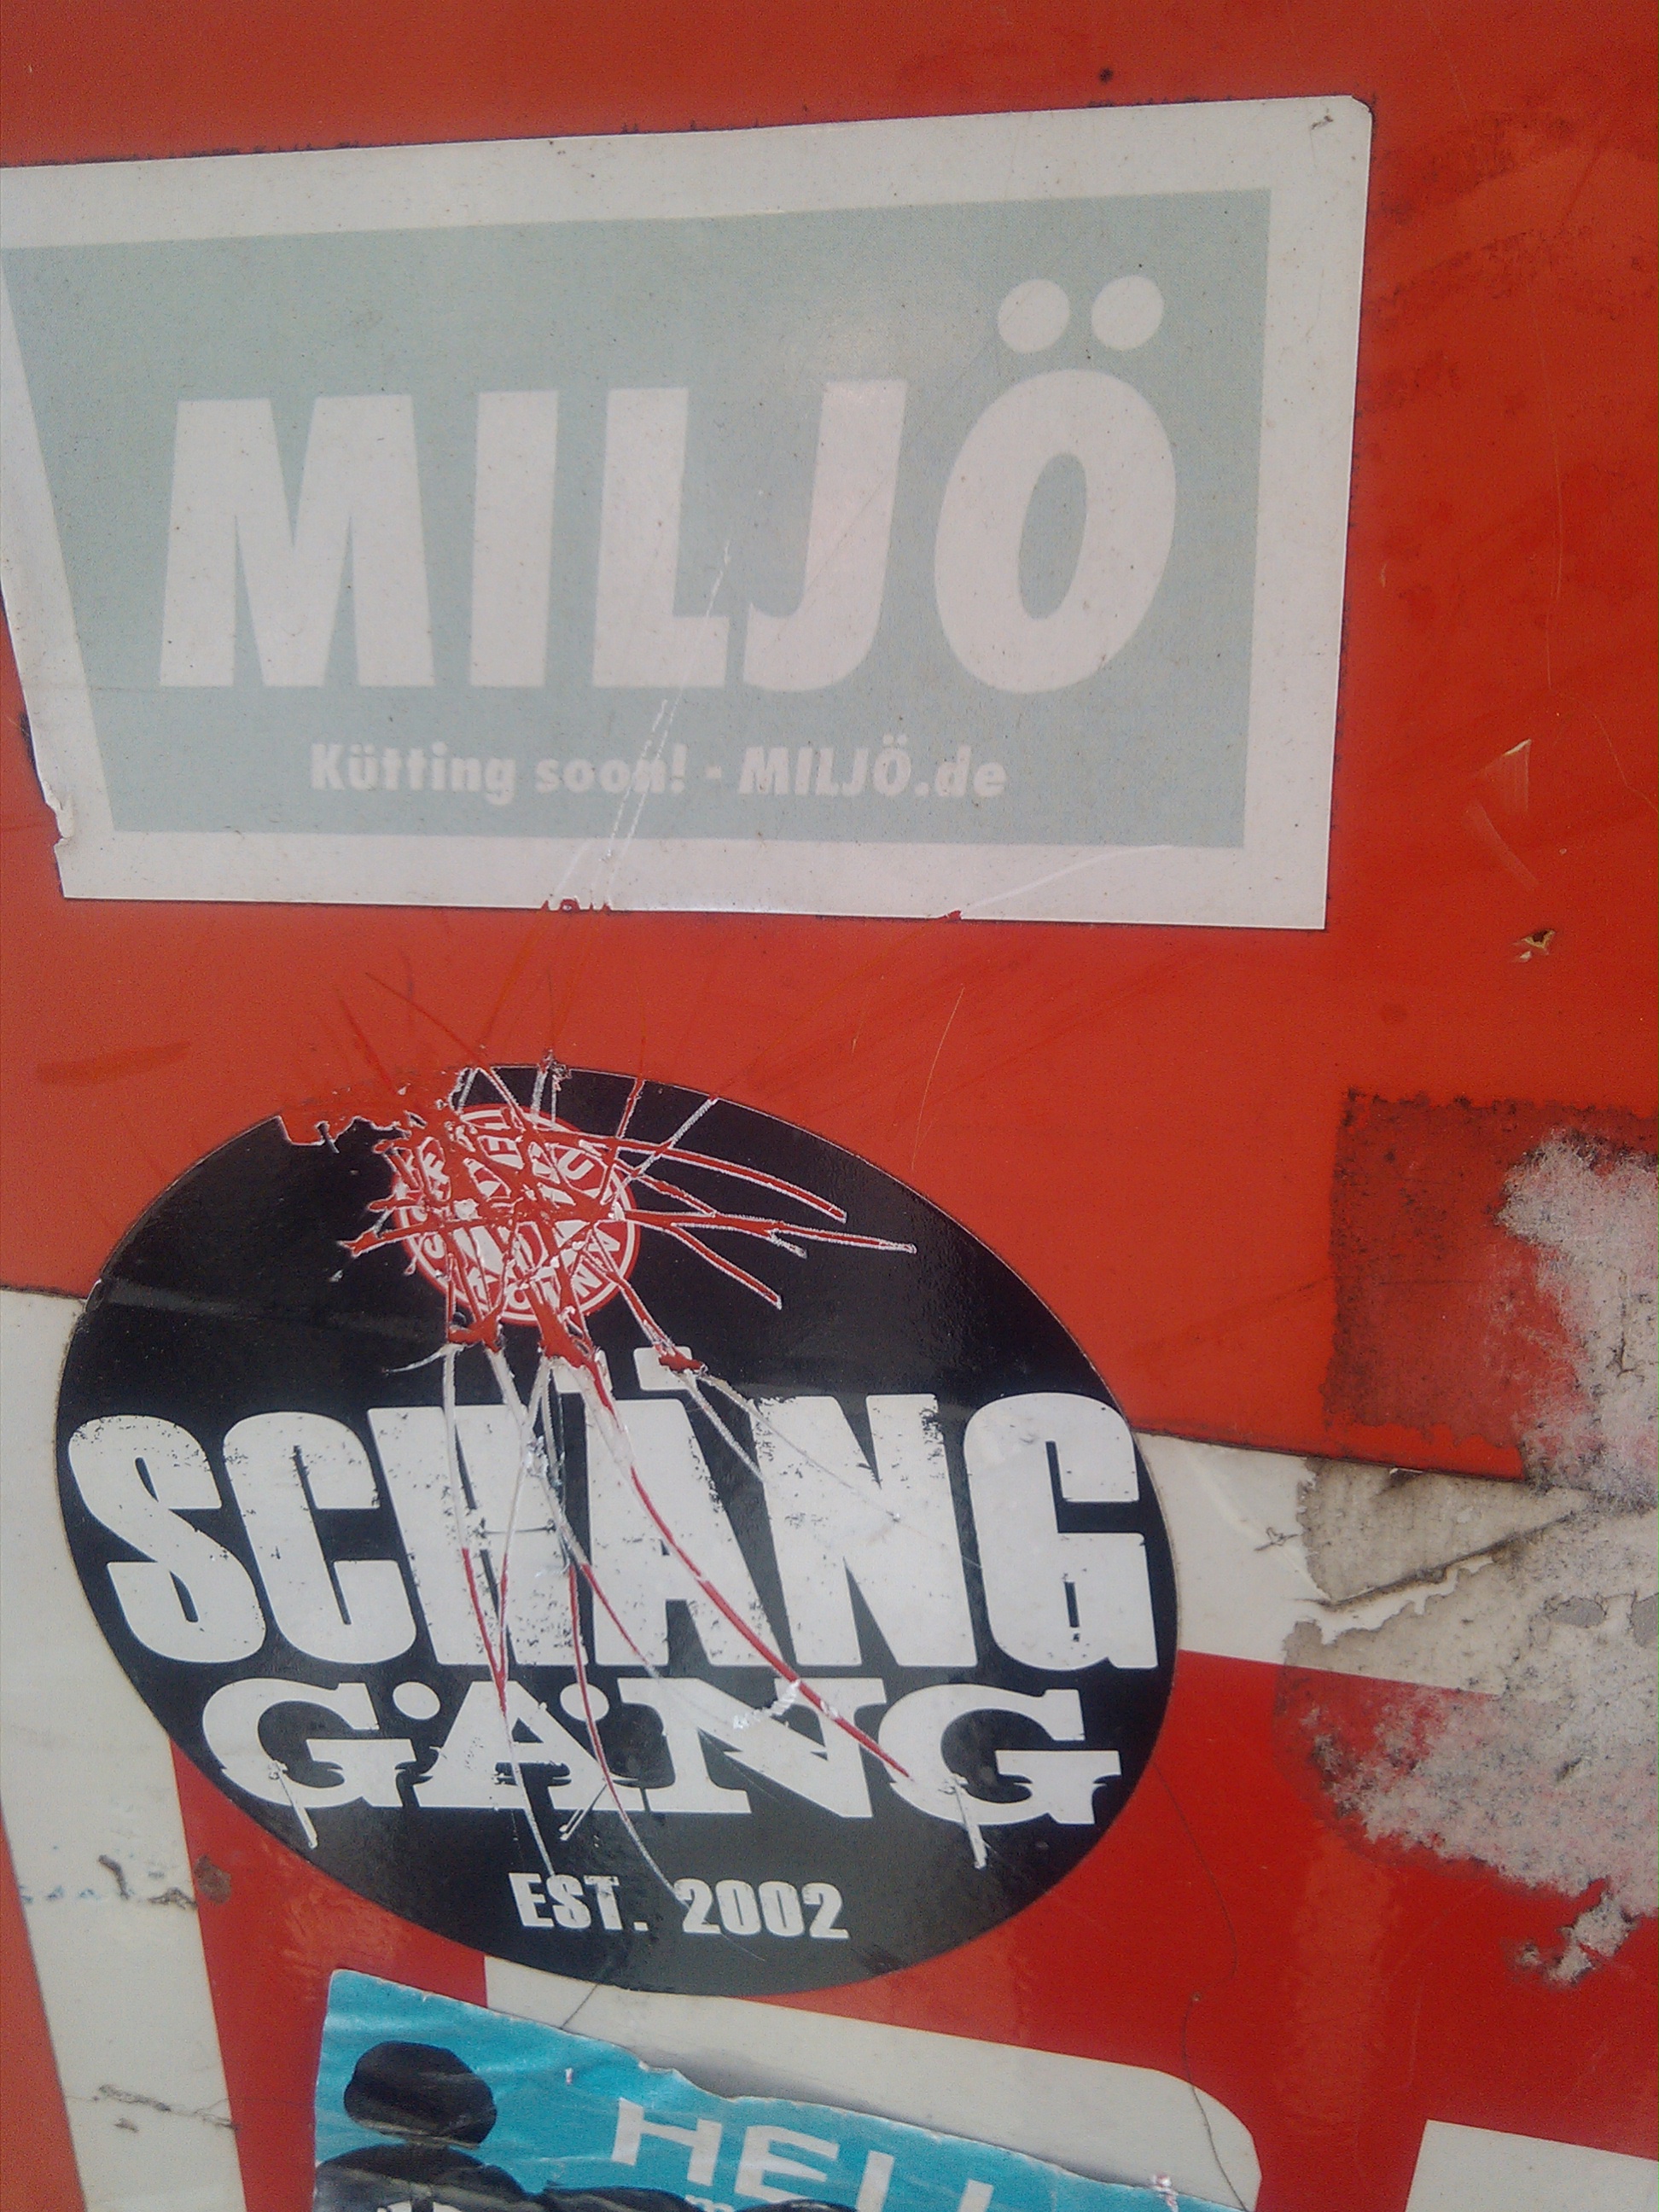 MILJÖ
Kütting soon! - MILJÖ.de
SCHÄNG
GÄNG
EST. 2002